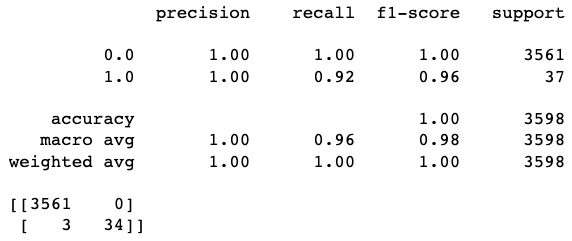 precision recall f1-score support
0.0 1.00 1.00 1.00 3561
1.0 1.00 0.92 0.96 37
accuracy 1.00 3598
macro avg 1.00 0.96 0.98 3598
weighted avg 1.00 1.00 1.00 3598
[[3561 0]
[ 3 34]]